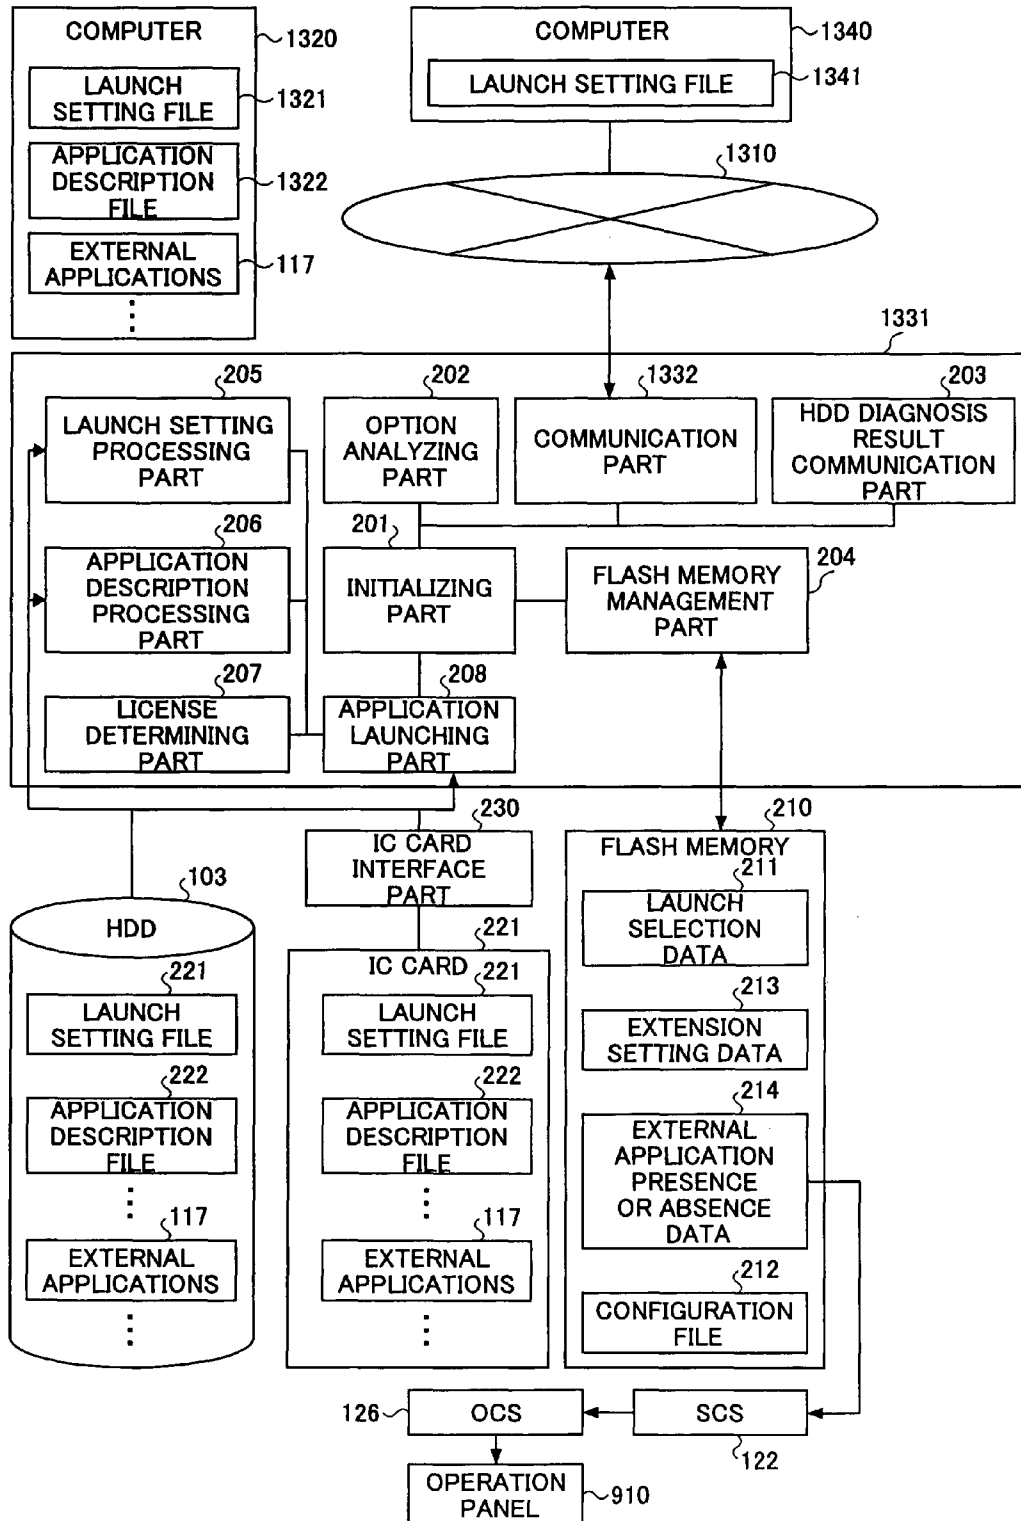 COMPUTER
1320
LAUNCH
SETTING FILE
1321
APPLICATION
DESCRIPTION
FILE
1322
EXTERNAL
APPLICATIONS
117
COMPUTER
1340
LAUNCH SETTING FILE
1341
1310
1331
205
LAUNCH SETTING
PROCESSING
PART
202
OPTION
ANALYZING
PART
1332
COMMUNICATION
PART
203
HDD DIAGNOSIS
RESULT
COMMUNICATION
PART
206
APPLICATION
DESCRIPTION
PROCESSING
PART
201
INITIALIZING
PART
FLASH MEMORY
MANAGEMENT
PART
204
207
LICENSE
DETERMINING
PART
208
APPLICATION
LAUNCHING
PART
230
IC CARD
INTERFACE
PART
103
HDD
221
LAUNCH
SETTING FILE
222
APPLICATION
DESCRIPTION
FILE
117
EXTERNAL
APPLICATIONS
221
IC CARD
221
LAUNCH
SETTING FILE
222
APPLICATION
DESCRIPTION
FILE
117
EXTERNAL
APPLICATIONS
210
FLASH MEMORY
211
LAUNCH
SELECTION
DATA
213
EXTENSION
SETTING DATA
214
EXTERNAL
APPLICATION
PRESENCE
OR ABSENCE
DATA
212
CONFIGURATION
FILE
126
OCS
SCS
122
OPERATION
PANEL
910